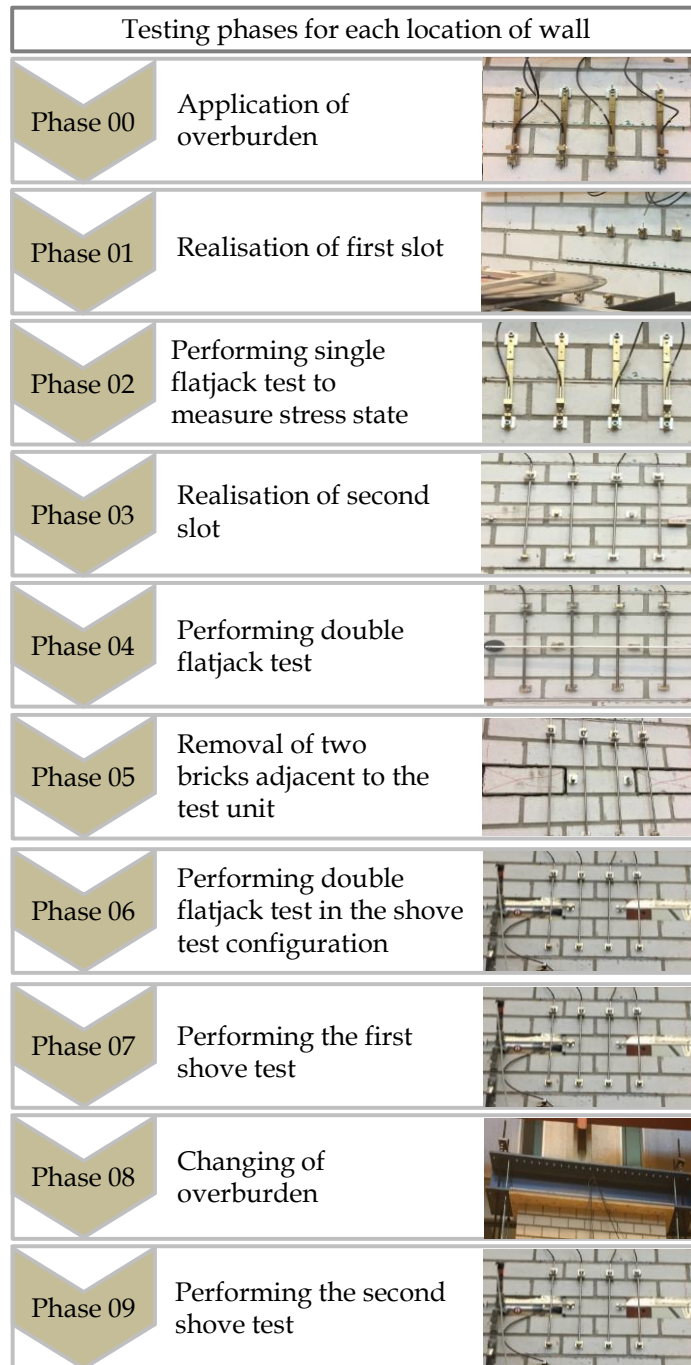 Testing phases for each location of wall
Phase 00
Application of
overburden
Phase 01
Realisation of first slot
Phase 02
Performing single
flatjack test to
measure stress state
Phase 03
Realisation of second
slot
Phase 04
Performing double
flatjack test
Phase 05
Removal of two
bricks adjacent to the
test unit
Phase 06
Performing double
flatjack test in the shove
test configuration
Phase 07
Performing the first
shove test
Phase 08
Changing of
overburden
Phase 09
Performing the second
shove test